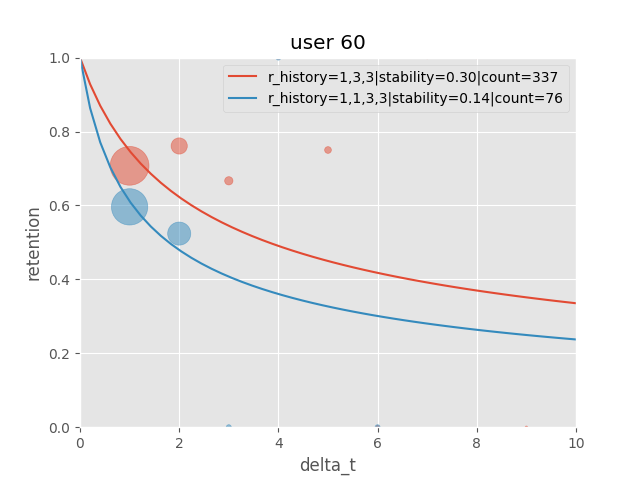 user 60
r_history=1,3,3|stability=0.30|count=337
r_history=1,1,3,3|stability=0.14|count=76
retention
1.0
0.8
0.6
0.4
0.2
0.0
0 2 4 6 8 10
delta_t